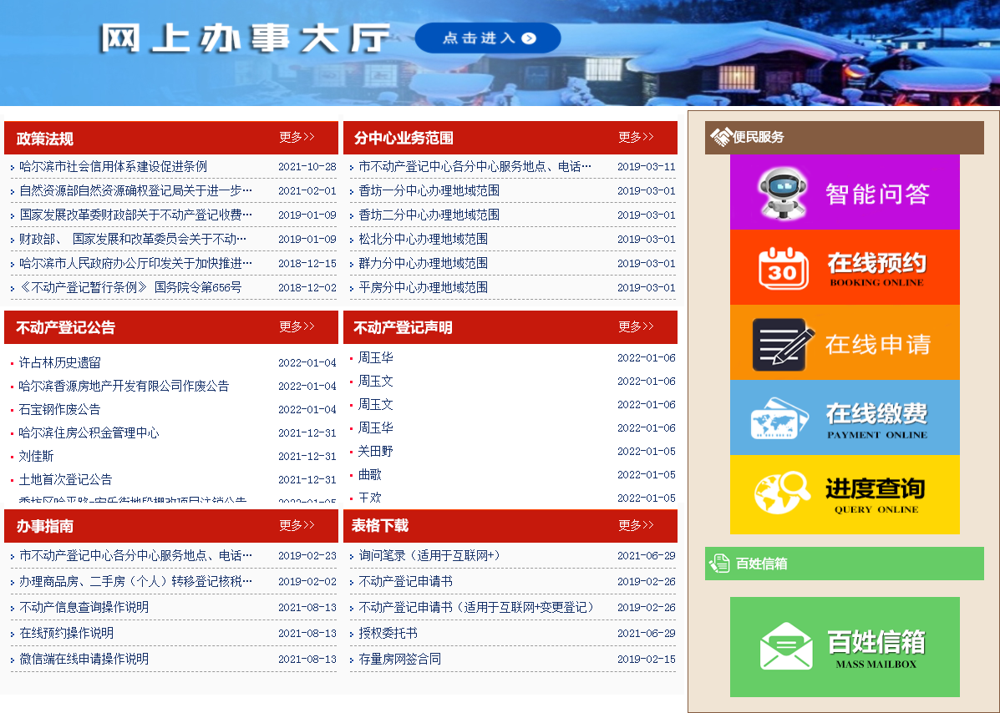 网上办事大厅 点击进入
政策法规 更多>>
哈尔滨市社会信用体系建设促进条例 2021-10-28
自然资源部自然资源确权登记局关于进一步… 2021-02-01
国家发展改革委财政部关于不动产登记收费… 2019-01-09
财政部、 国家发展和改革委员会关于不动… 2019-01-09
哈尔滨市人民政府办公厅印发关于加快推进… 2018-12-15
《不动产登记暂行条例》 国务院令第656号 2018-12-02
分中心业务范围 更多>>
市不动产登记中心各分中心服务地点、电话… 2019-03-11
香坊一分中心办理地域范围 2019-03-01
香坊二分中心办理地域范围 2019-03-01
松北分中心办理地域范围 2019-03-01
群力分中心办理地域范围 2019-03-01
平房分中心办理地域范围 2019-03-01
不动产登记公告 更多>>
许占林历史遗留 2022-01-04
哈尔滨香源房地产开发有限公司作废公告 2022-01-04
石宝钢作废公告 2022-01-04
哈尔滨住房公积金管理中心 2021-12-31
刘佳斯 2021-12-31
土地首次登记公告 2021-12-31
不动产登记声明 更多>>
周玉华 2022-01-06
周玉文 2022-01-06
周玉文 2022-01-06
周玉华 2022-01-06
关田野 2022-01-05
曲歌 2022-01-05
王欢 2022-01-05
办事指南 更多>>
市不动产登记中心各分中心服务地点、电话… 2019-02-23
办理商品房、二手房（个人）转移登记核税… 2019-02-02
不动产信息查询操作说明 2021-08-13
在线预约操作说明 2021-08-13
微信端在线申请操作说明 2021-08-13
表格下载 更多>>
询问笔录（适用于互联网+） 2021-06-29
不动产登记申请书 2019-02-26
不动产登记申请书（适用于互联网+变更登记） 2019-02-26
授权委托书 2021-06-29
存量房网签合同 2019-02-15
便民服务
智能问答
30 在线预约
BOOKING ONLINE
在线申请
在线缴费
PAYMENT ONLINE
进度查询
QUERY ONLINE
百姓信箱
百姓信箱
MASS MAILBOX